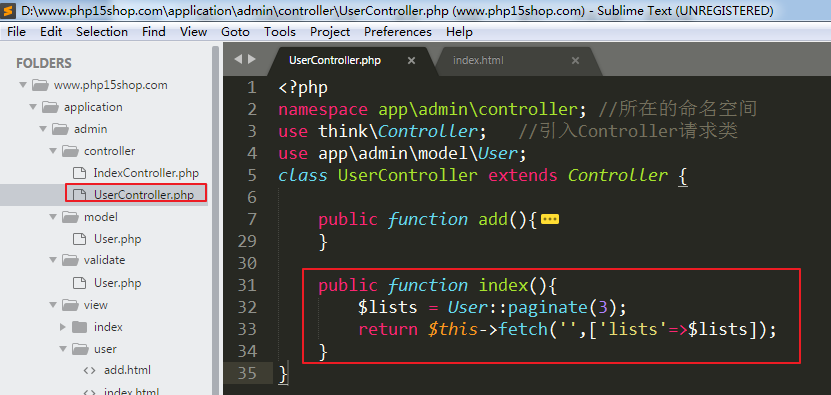 D:\www.php15shop.com\application\admin\controller\UserController.php (www.php15shop.com) - Sublime Text (UNREGISTERED)
File Edit Selection Find View Goto Tools Project Preferences Help
FOLDERS
www.php15shop.com
application
admin
controller
IndexController.php
UserController.php
model
User.php
validate
User.php
view
index
user
add.html
index.html
UserController.php × index.html ×
1 <?php
2 namespace app\admin\controller; //所在的命名空间
3 use think\Controller; //引入Controller请求类
4 use app\admin\model\User;
5 class UserController extends Controller {
6
7 public function add(){
29 }
30
31 public function index(){
32 $lists = User::paginate(3);
33 return $this->fetch('',['lists'=>$lists]);
34 }
35 }